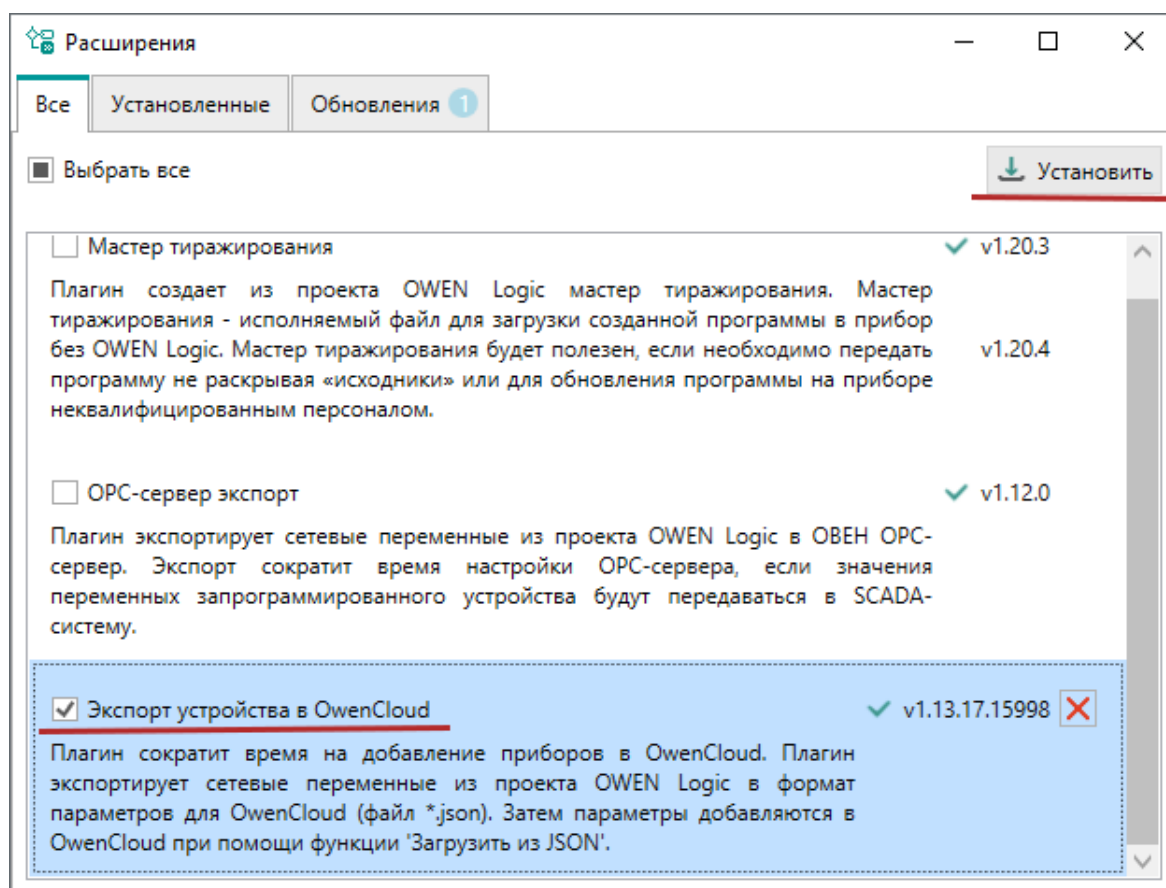 Расширения
Все Установленные Обновления 1
Выбрать все Установить
Мастер тиражирования v1.20.3
Плагин создает из проекта OWEN Logic мастер тиражирования. Мастер
тиражирования - исполняемый файл для загрузки созданной программы в прибор
без OWEN Logic. Мастер тиражирования будет полезен, если необходимо передать v1.20.4
программу не раскрывая «исходники» или для обновления программы на приборе
неквалифицированным персоналом.
OPC-сервер экспорт v1.12.0
Плагин экспортирует сетевые переменные из проекта OWEN Logic в ОВЕН OPC-
сервер. Экспорт сократит время настройки OPC-сервера, если значения
переменных запрограммированного устройства будут передаваться в SCADA-
систему.
Экспорт устройства в OwenCloud v1.13.17.15998
Плагин сократит время на добавление приборов в OwenCloud. Плагин
экспортирует сетевые переменные из проекта OWEN Logic в формат
параметров для OwenCloud (файл *.json). Затем параметры добавляются в
OwenCloud при помощи функции 'Загрузить из JSON'.